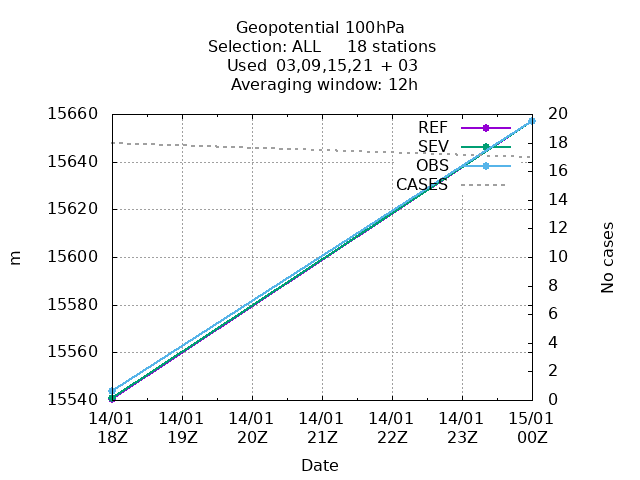 Geopotential 100hPa
Selection: ALL     18 stations
Used  03,09,15,21  + 03
Averaging window: 12h
15660
15640
15620
15600
15580
15560
15540
m
20
18
16
14
12
10
8
6
4
2
0
No cases
REF
SEV
OBS
CASES
14/01 14/01 14/01 14/01 14/01 14/01 15/01
18Z 19Z 20Z 21Z 22Z 23Z 00Z
Date